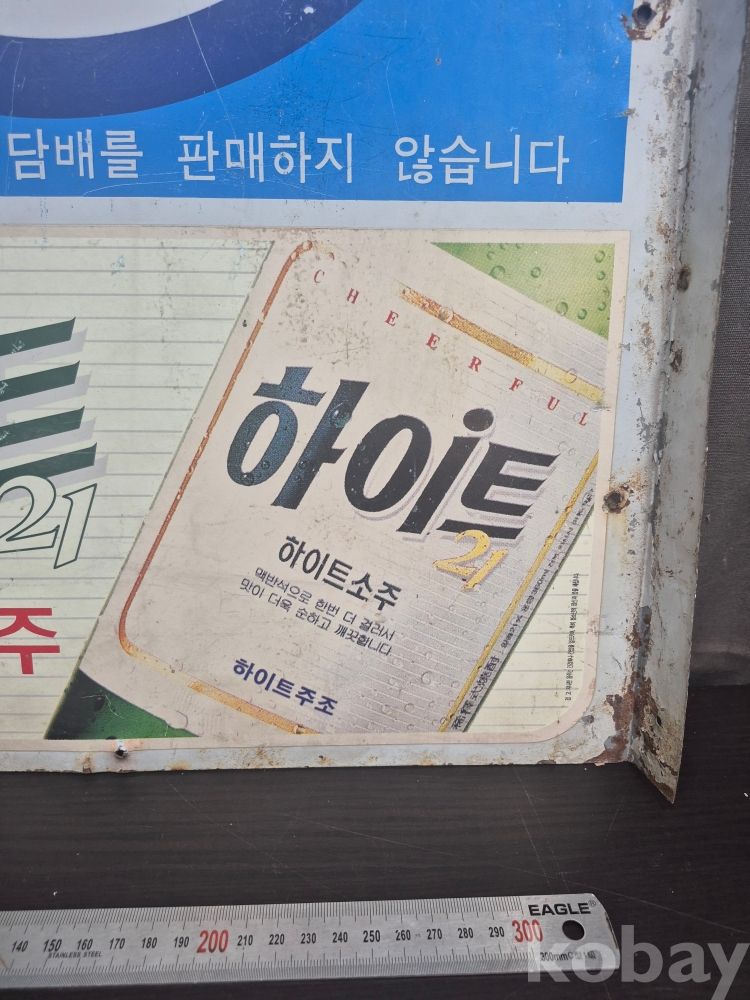 담배를 판매하지 않습니다
CHEERFUL
하이트
21
하이트소주
맥반석으로 한번 더 걸러서
맛이 더욱 순하고 깨끗합니다
하이트주조
트
21
주
140 150 160 170 180 190 200 210 220 230 240 250 260 270 280 290 300
STAINLESS STEEL
EAGLE®
300mm
kobay